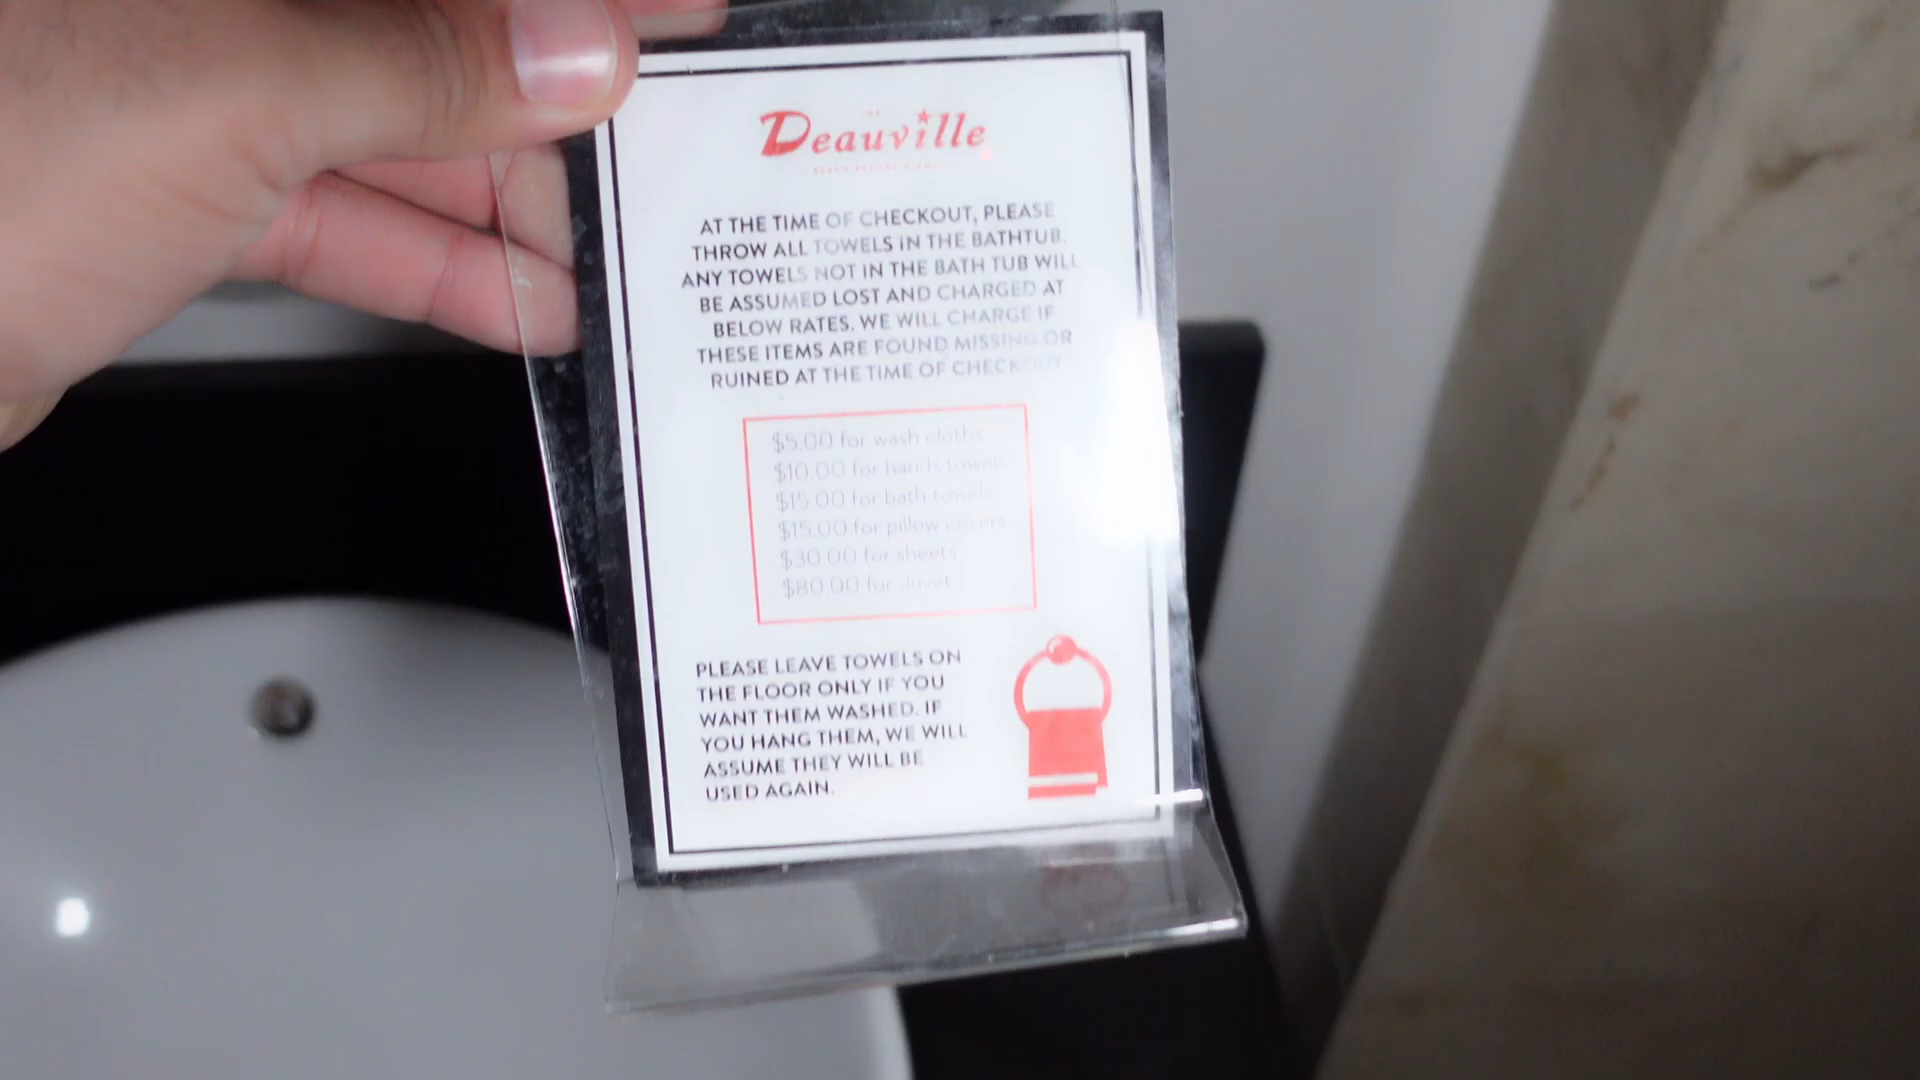 THE
Deauville
AT THE TIME OF CHECKOUT, PLEASE
THROW ALL TOWELS IN THE BATHTUB.
ANY TOWELS NOT IN THE BATH TUB WILL
BE ASSUMED LOST AND CHARGED AT
BELOW RATES. WE WILL CHARGE IF
THESE ITEMS ARE FOUND MISSING OR
RUINED AT THE TIME OF CHECKOUT
$5.00 for wash cloths
$10.00 for hands towels
$15.00 for bath towels
$15.00 for pillow covers
$30.00 for sheets
$80.00 for duvet
PLEASE LEAVE TOWELS ON
THE FLOOR ONLY IF YOU
WANT THEM WASHED. IF
YOU HANG THEM, WE WILL
ASSUME THEY WILL BE
USED AGAIN.